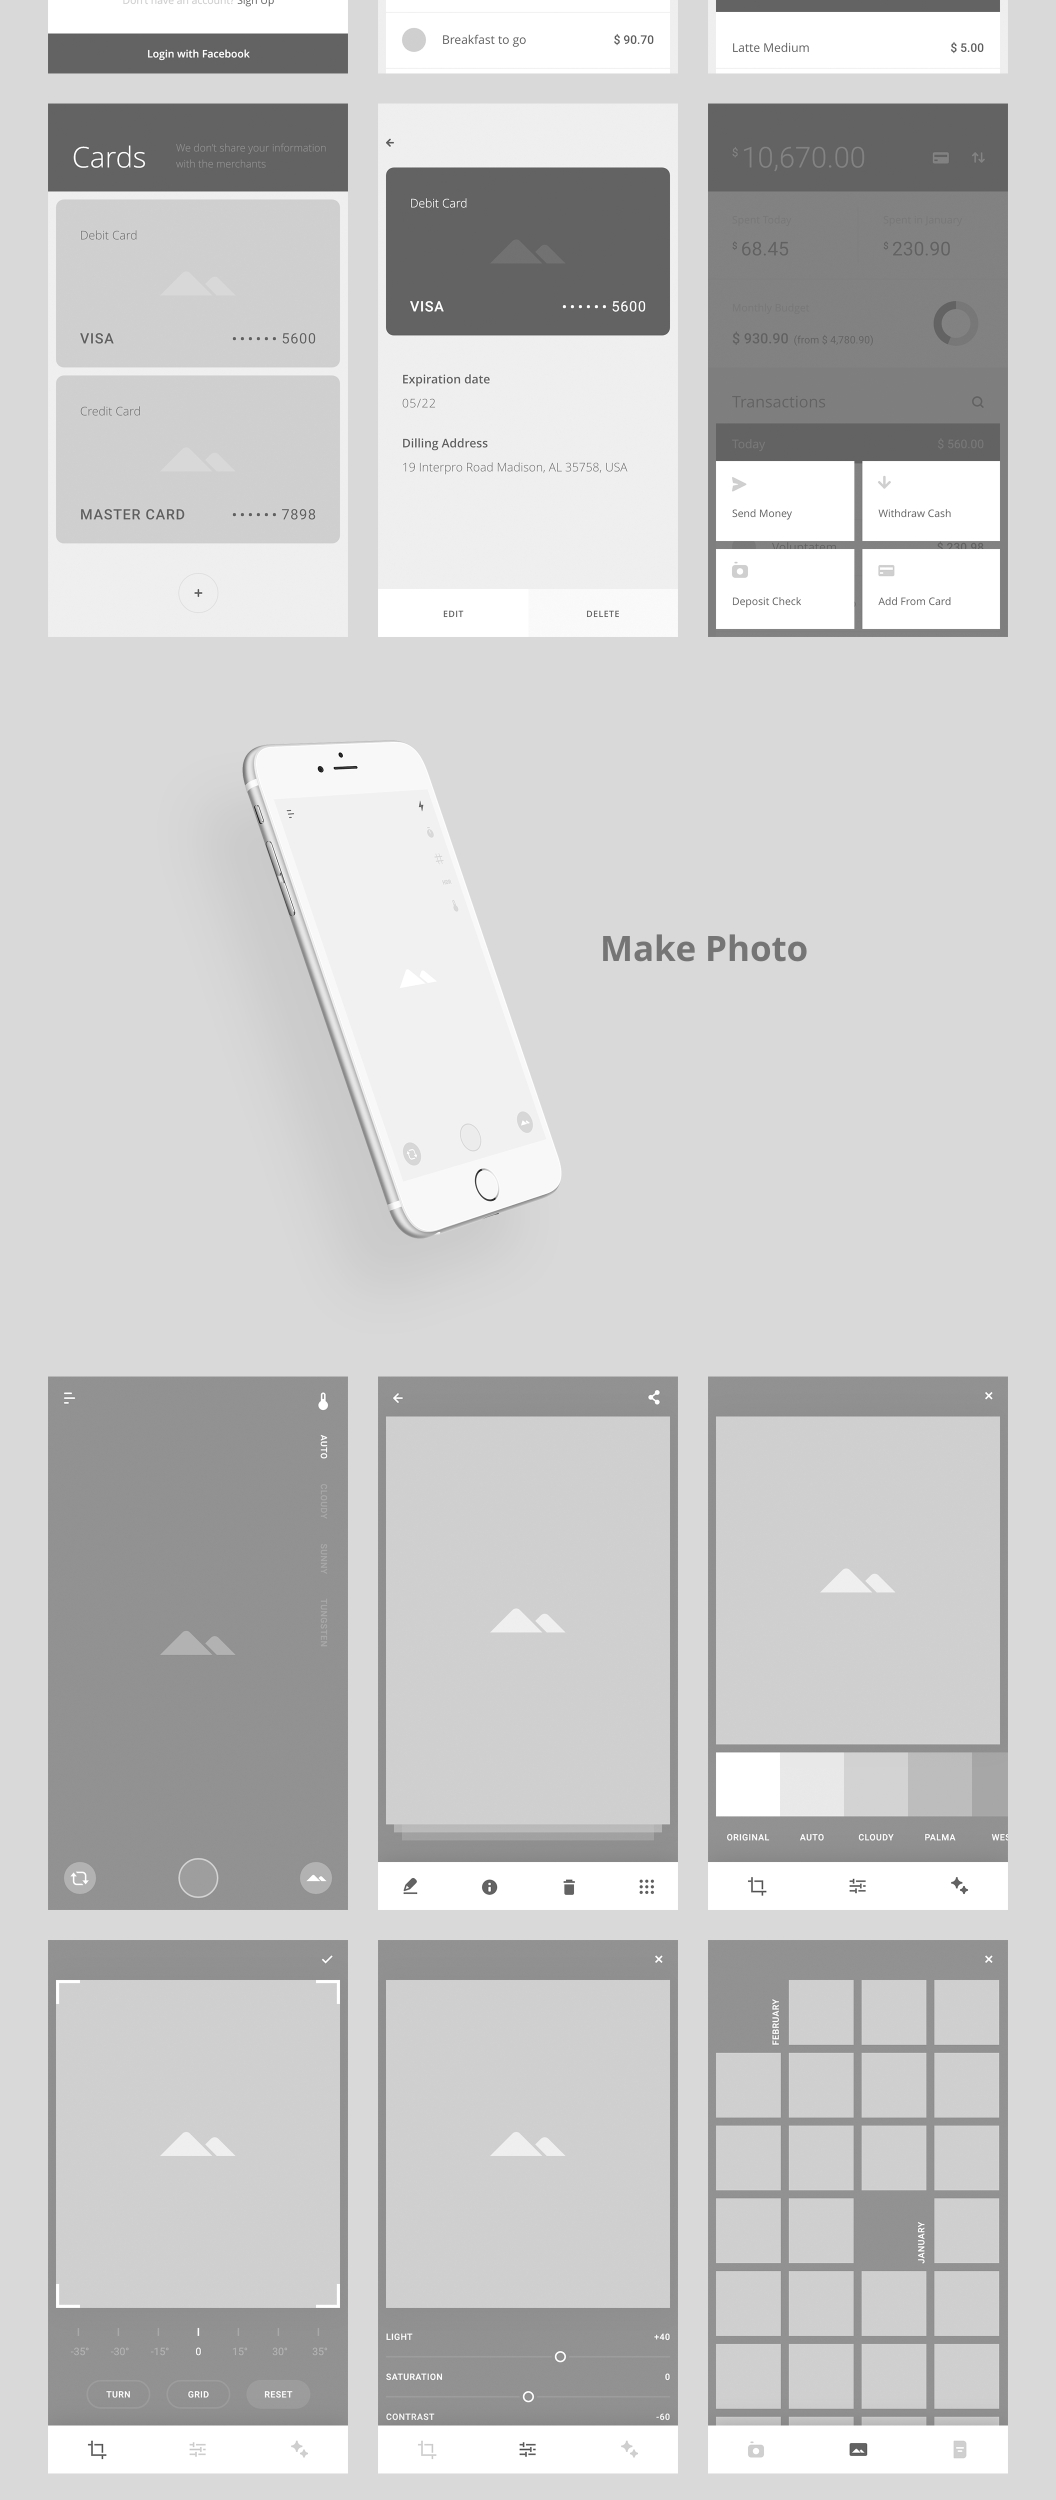 Don't have an account? Sign Up
Login with Facebook
Breakfast to go
$ 90.70
Latte Medium
$ 5.00
Cards
We don't share your information
with the merchants
Debit Card
VISA
•••••• 5600
Credit Card
MASTER CARD
•••••• 7898
+
Debit Card
VISA
•••••• 5600
Expiration date
05/22
Dilling Address
19 Interpro Road Madison, AL 35758, USA
EDIT
DELETE
$ 10,670.00
Spent Today
$ 68.45
Spent in January
$ 230.90
Monthly Budget
$ 930.90 (from $ 4,780.90)
Transactions
Today
$ 560.00
Send Money
Withdraw Cash
Voluptatem
$ 230.98
Deposit Check
Add From Card
Make Photo
AUTO
CLOUDY
SUNNY
TUNGSTEN
ORIGINAL
AUTO
CLOUDY
PALMA
WES
-35°
-30°
-15°
0
15°
30°
35°
TURN
GRID
RESET
LIGHT
+40
SATURATION
0
CONTRAST
-60
FEBRUARY
JANUARY